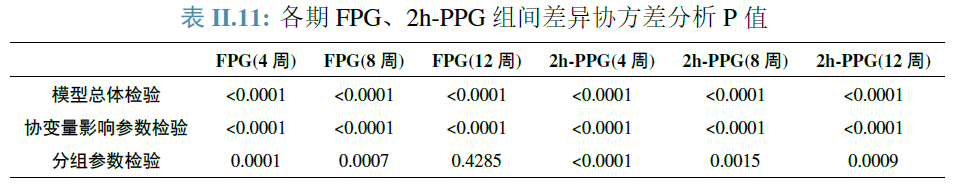 表 II.11: 各期 FPG、2h-PPG 组间差异协方差分析 P 值
FPG(4 周) FPG(8 周) FPG(12 周) 2h-PPG(4 周) 2h-PPG(8 周) 2h-PPG(12 周)
模型总体检验 <0.0001 <0.0001 <0.0001 <0.0001 <0.0001 <0.0001
协变量影响参数检验 <0.0001 <0.0001 <0.0001 <0.0001 <0.0001 <0.0001
分组参数检验 0.0001 0.0007 0.4285 <0.0001 0.0015 0.0009